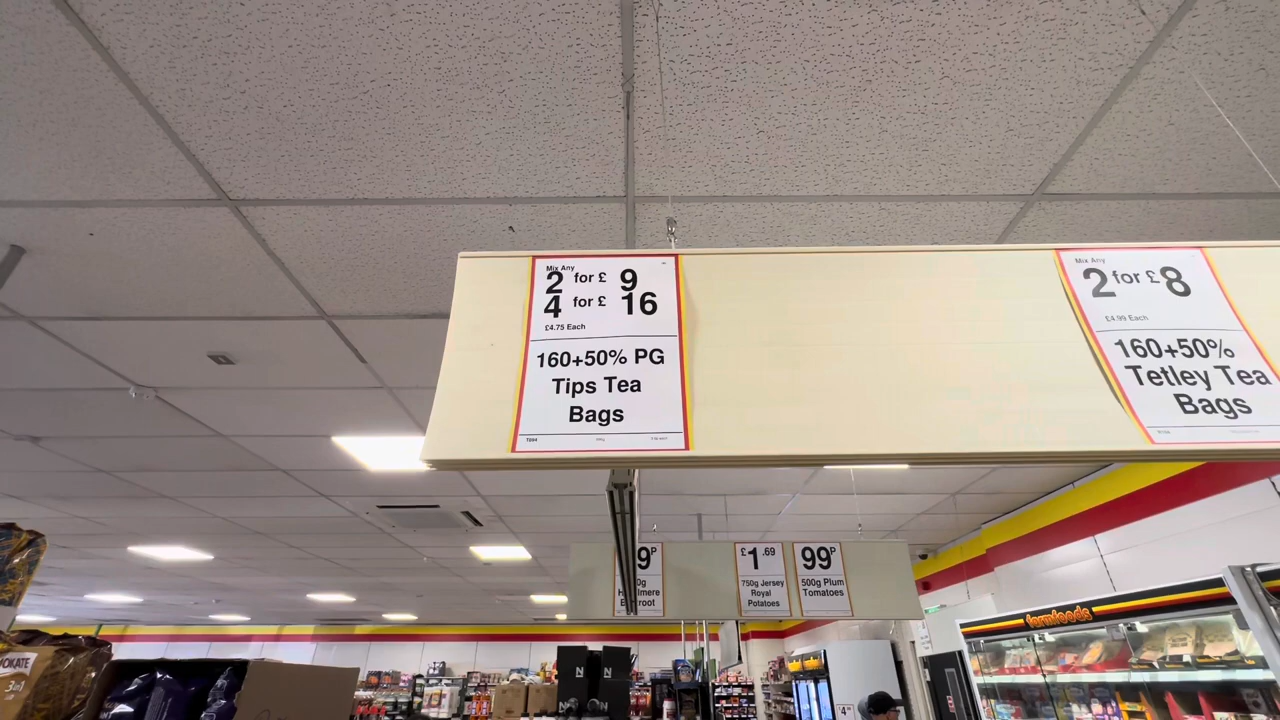 Mix Any
2 for £ 9
4 for £ 16
£4.75 Each
160+50% PG
Tips Tea
Bags
Mix Any
2 for £ 8
£4.99 Each
160+50%
Tetley Tea
Bags
9P
£1.69
750g Jersey
Royal
Potatoes
99P
500g Plum
Tomatoes
farmfoods
3in1
N
N